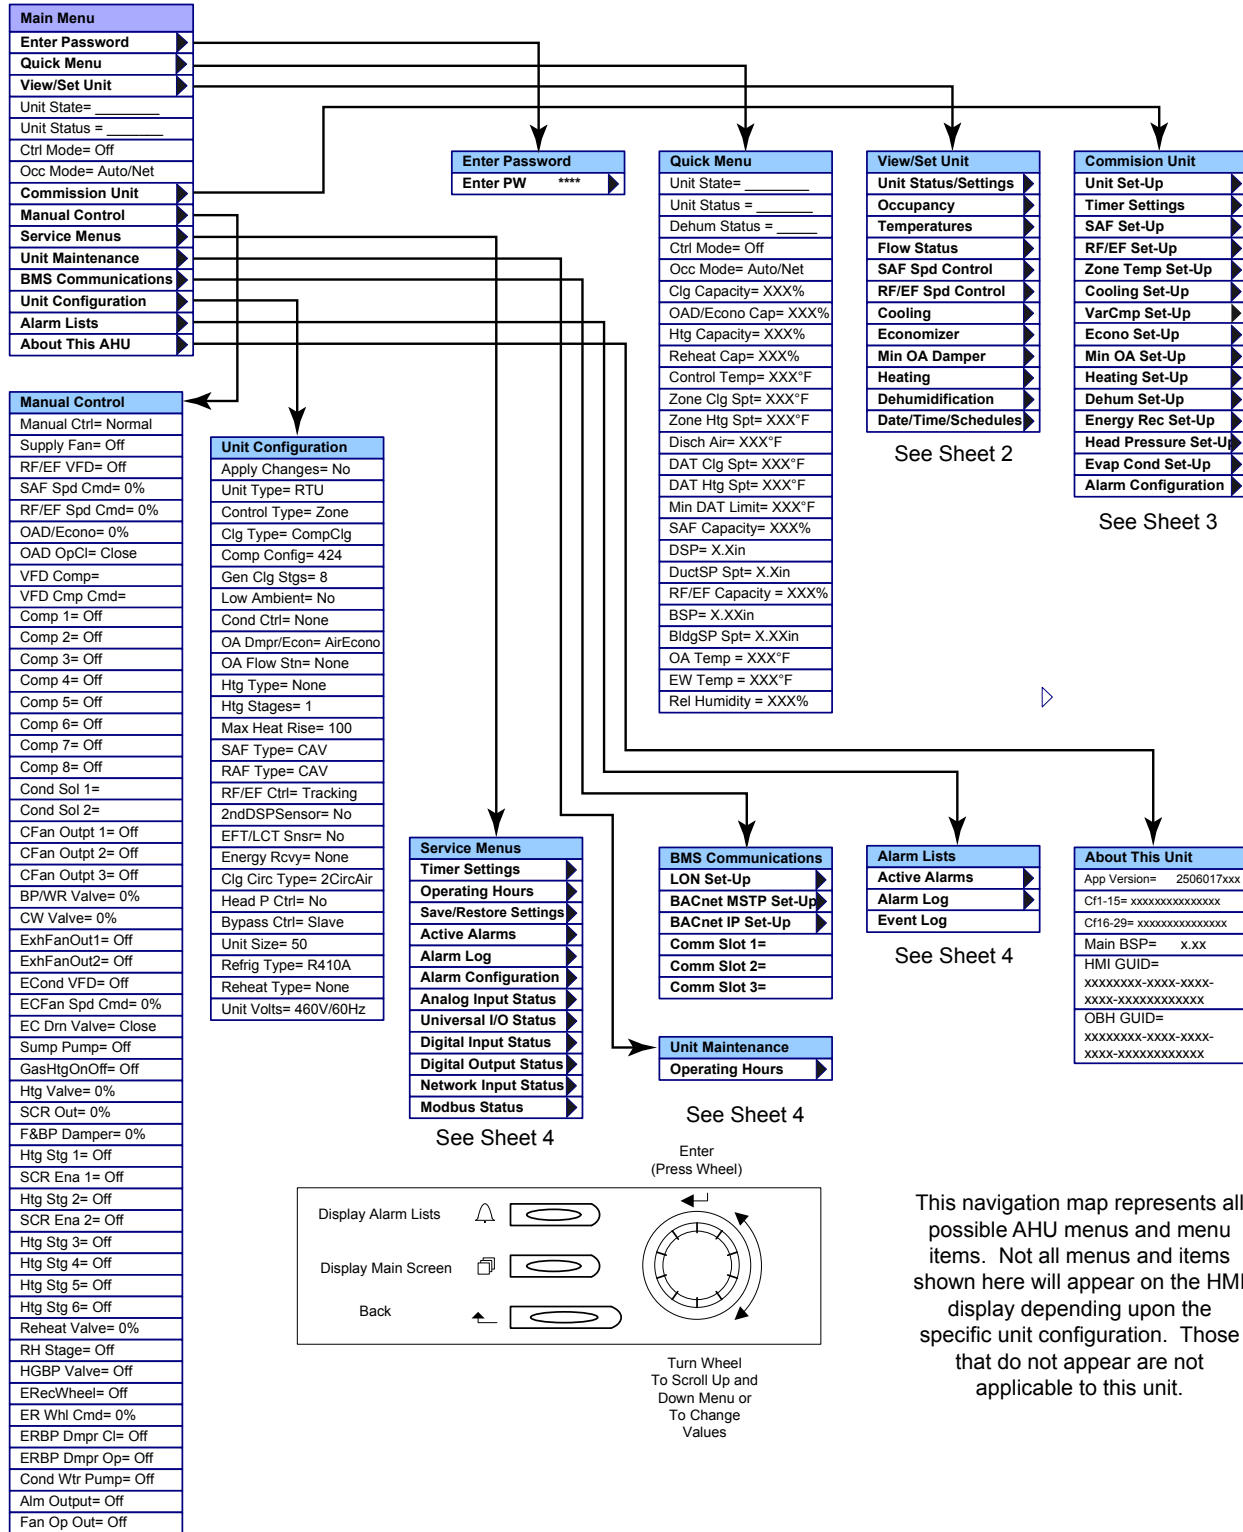 Main Menu
Enter Password
Quick Menu
View/Set Unit
Unit State= ________
Unit Status = _______
Ctrl Mode= Off
Occ Mode= Auto/Net
Commission Unit
Manual Control
Service Menus
Unit Maintenance
BMS Communications
Unit Configuration
Alarm Lists
About This AHU
Enter Password
Enter PW ****
Quick Menu
Unit State= ________
Unit Status = _______
Dehum Status = _____
Ctrl Mode= Off
Occ Mode= Auto/Net
Clg Capacity= XXX%
OAD/Econo Cap= XXX%
Htg Capacity= XXX%
Reheat Cap= XXX%
Control Temp= XXX°F
Zone Clg Spt= XXX°F
Zone Htg Spt= XXX°F
Disch Air= XXX°F
DAT Clg Spt= XXX°F
DAT Htg Spt= XXX°F
Min DAT Limit= XXX°F
SAF Capacity= XXX%
DSP= X.Xin
DuctSP Spt= X.Xin
RF/EF Capacity = XXX%
BSP= X.XXin
BldgSP Spt= X.XXin
OA Temp = XXX°F
EW Temp = XXX°F
Rel Humidity = XXX%
View/Set Unit
Unit Status/Settings
Occupancy
Temperatures
Flow Status
SAF Spd Control
RF/EF Spd Control
Cooling
Economizer
Min OA Damper
Heating
Dehumidification
Date/Time/Schedules
See Sheet 2
Commision Unit
Unit Set-Up
Timer Settings
SAF Set-Up
RF/EF Set-Up
Zone Temp Set-Up
Cooling Set-Up
VarCmp Set-Up
Econo Set-Up
Min OA Set-Up
Heating Set-Up
Dehum Set-Up
Energy Rec Set-Up
Head Pressure Set-Up
Evap Cond Set-Up
Alarm Configuration
See Sheet 3
Manual Control
Manual Ctrl= Normal
Supply Fan= Off
RF/EF VFD= Off
SAF Spd Cmd= 0%
RF/EF Spd Cmd= 0%
OAD/Econo= 0%
OAD OpCl= Close
VFD Comp=
VFD Cmp Cmd=
Comp 1= Off
Comp 2= Off
Comp 3= Off
Comp 4= Off
Comp 5= Off
Comp 6= Off
Comp 7= Off
Comp 8= Off
Cond Sol 1=
Cond Sol 2=
CFan Outpt 1= Off
CFan Outpt 2= Off
CFan Outpt 3= Off
BP/WR Valve= 0%
CW Valve= 0%
ExhFanOut1= Off
ExhFanOut2= Off
ECond VFD= Off
ECFan Spd Cmd= 0%
EC Drn Valve= Close
Sump Pump= Off
GasHtgOnOff= Off
Htg Valve= 0%
SCR Out= 0%
F&BP Damper= 0%
Htg Stg 1= Off
SCR Ena 1= Off
Htg Stg 2= Off
SCR Ena 2= Off
Htg Stg 3= Off
Htg Stg 4= Off
Htg Stg 5= Off
Htg Stg 6= Off
Reheat Valve= 0%
RH Stage= Off
HGBP Valve= Off
ERecWheel= Off
ER Whl Cmd= 0%
ERBP Dmpr Cl= Off
ERBP Dmpr Op= Off
Cond Wtr Pump= Off
Alm Output= Off
Fan Op Out= Off
Unit Configuration
Apply Changes= No
Unit Type= RTU
Control Type= Zone
Clg Type= CompClg
Comp Config= 424
Gen Clg Stgs= 8
Low Ambient= No
Cond Ctrl= None
OA Dmpr/Econ= AirEcono
OA Flow Stn= None
Htg Type= None
Htg Stages= 1
Max Heat Rise= 100
SAF Type= CAV
RAF Type= CAV
RF/EF Ctrl= Tracking
2ndDSPSensor= No
EFT/LCT Snsr= No
Energy Rcvy= None
Clg Circ Type= 2CircAir
Head P Ctrl= No
Bypass Ctrl= Slave
Unit Size= 50
Refrig Type= R410A
Reheat Type= None
Unit Volts= 460V/60Hz
Service Menus
Timer Settings
Operating Hours
Save/Restore Settings
Active Alarms
Alarm Log
Alarm Configuration
Analog Input Status
Universal I/O Status
Digital Input Status
Digital Output Status
Network Input Status
Modbus Status
See Sheet 4
BMS Communications
LON Set-Up
BACnet MSTP Set-Up
BACnet IP Set-Up
Comm Slot 1=
Comm Slot 2=
Comm Slot 3=
Unit Maintenance
Operating Hours
See Sheet 4
Alarm Lists
Active Alarms
Alarm Log
Event Log
See Sheet 4
About This Unit
App Version= 2506017xxx
Cf1-15= xxxxxxxxxxxxxxx
Cf16-29= xxxxxxxxxxxxxxx
Main BSP= x.xx
HMI GUID=
xxxxxxxx-xxxx-xxxx-
xxxx-xxxxxxxxxxxx
OBH GUID=
xxxxxxxx-xxxx-xxxx-
xxxx-xxxxxxxxxxxx
Enter
(Press Wheel)
Display Alarm Lists
Display Main Screen
Back
Turn Wheel
To Scroll Up and
Down Menu or
To Change
Values
This navigation map represents all
possible AHU menus and menu
items. Not all menus and items
shown here will appear on the HMI
display depending upon the
specific unit configuration. Those
that do not appear are not
applicable to this unit.